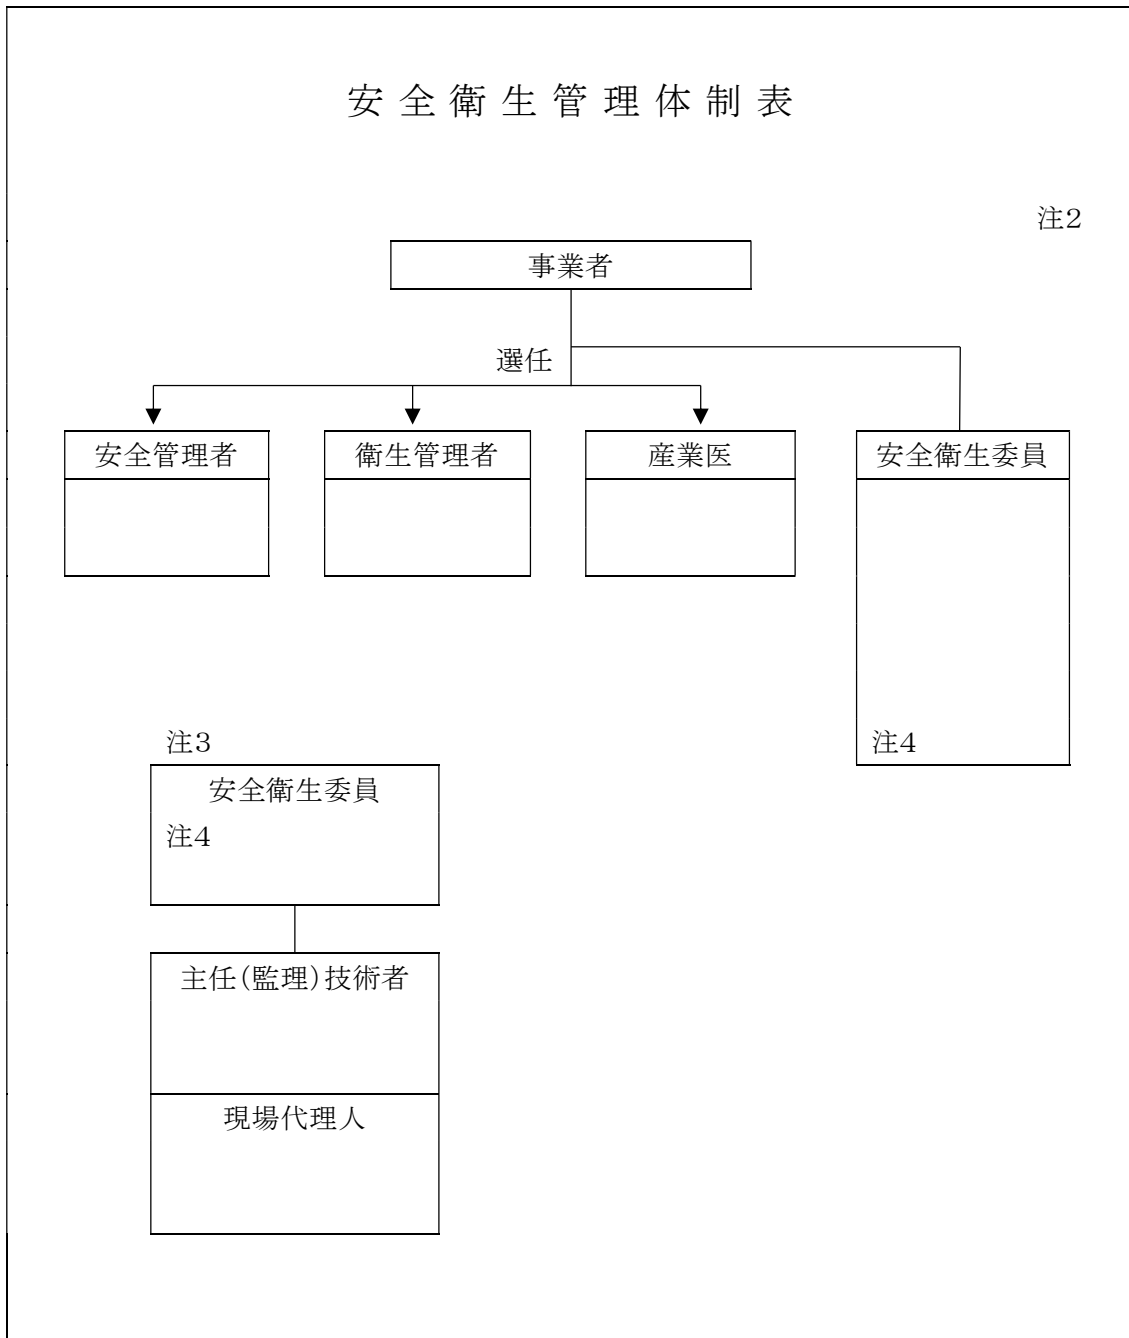 安全衛生管理体制表
注2
事業者
選任
安全管理者
衛生管理者
産業医
安全衛生委員
注4
注3
安全衛生委員
注4
主任(監理)技術者
現場代理人